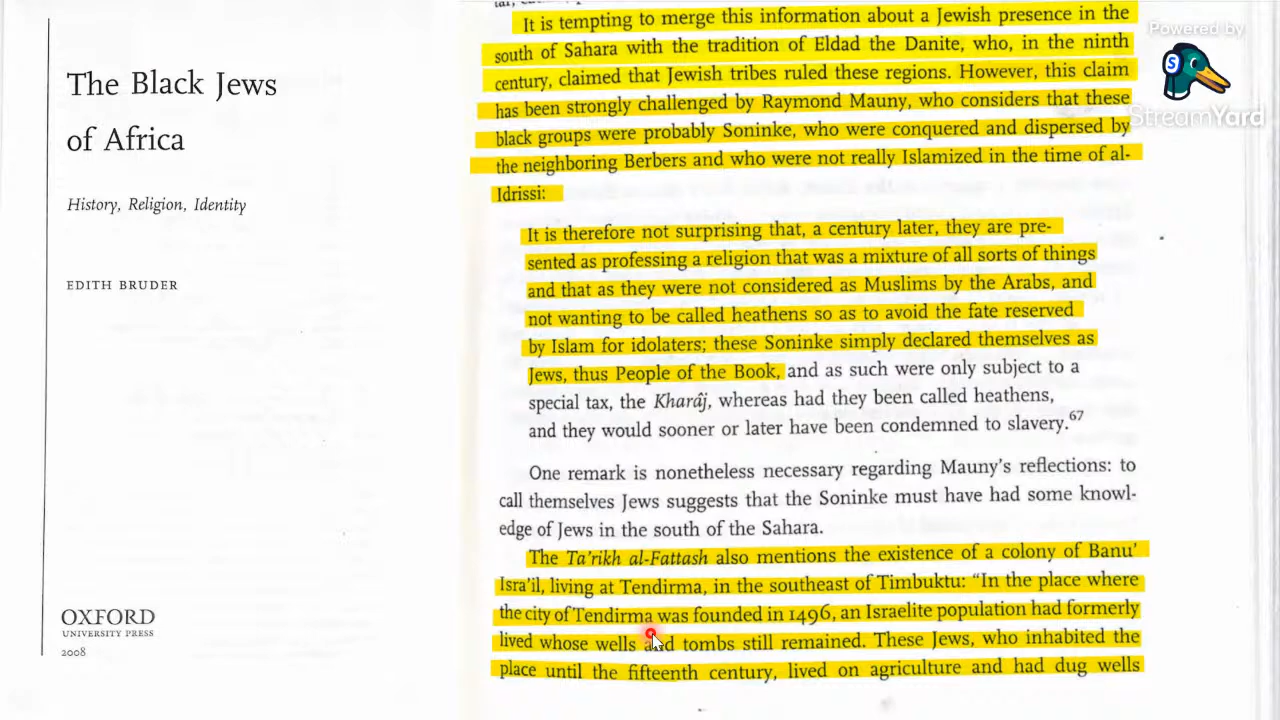 The Black Jews
of Africa
History, Religion, Identity
EDITH BRUDER
OXFORD
UNIVERSITY PRESS
2008
It is tempting to merge this information about a Jewish presence in the
south of Sahara with the tradition of Eldad the Danite, who, in the ninth
century, claimed that Jewish tribes ruled these regions. However, this claim
has been strongly challenged by Raymond Mauny, who considers that these
black groups were probably Soninke, who were conquered and dispersed by
the neighboring Berbers and who were not really Islamized in the time of al-
Idrissi:
It is therefore not surprising that, a century later, they are pre-
sented as professing a religion that was a mixture of all sorts of things
and that as they were not considered as Muslims by the Arabs, and
not wanting to be called heathens so as to avoid the fate reserved
by Islam for idolaters; these Soninke simply declared themselves as
Jews, thus People of the Book, and as such were only subject to a
special tax, the Kharâj, whereas had they been called heathens,
and they would sooner or later have been condemned to slavery.67
One remark is nonetheless necessary regarding Mauny's reflections: to
call themselves Jews suggests that the Soninke must have had some knowl-
edge of Jews in the south of the Sahara.
The Ta'rikh al-Fattash also mentions the existence of a colony of Banu'
Isra'il, living at Tendirma, in the southeast of Timbuktu: "In the place where
the city of Tendirma was founded in 1496, an Israelite population had formerly
lived whose wells and tombs still remained. These Jews, who inhabited the
place until the fifteenth century, lived on agriculture and had dug wells
Powered by
S
StreamYard